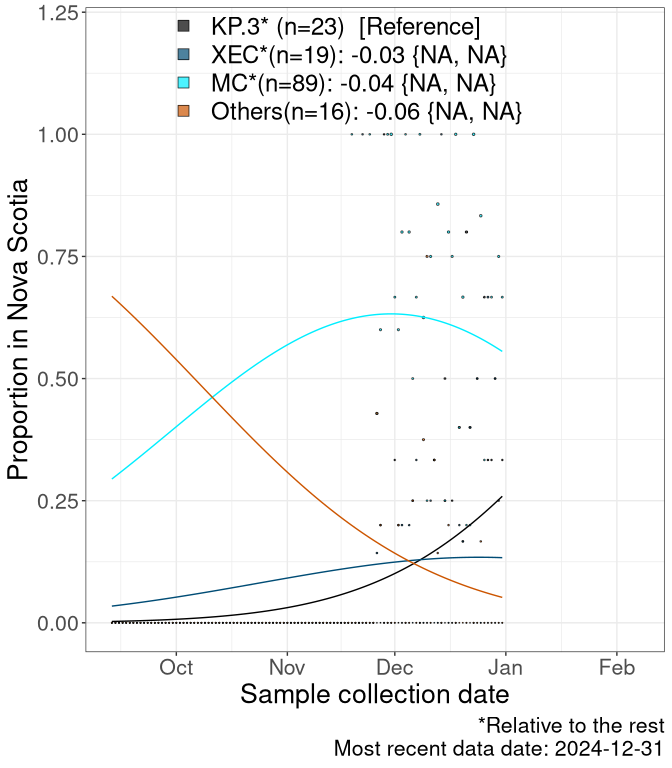 KP.3* (n=23)  [Reference]
XEC*(n=19): -0.03 {NA, NA}
MC*(n=89): -0.04 {NA, NA}
Others(n=16): -0.06 {NA, NA}
Proportion in Nova Scotia
1.25
1.00
0.75
0.50
0.25
0.00
Oct Nov Dec Jan Feb
Sample collection date
*Relative to the rest
Most recent data date: 2024-12-31